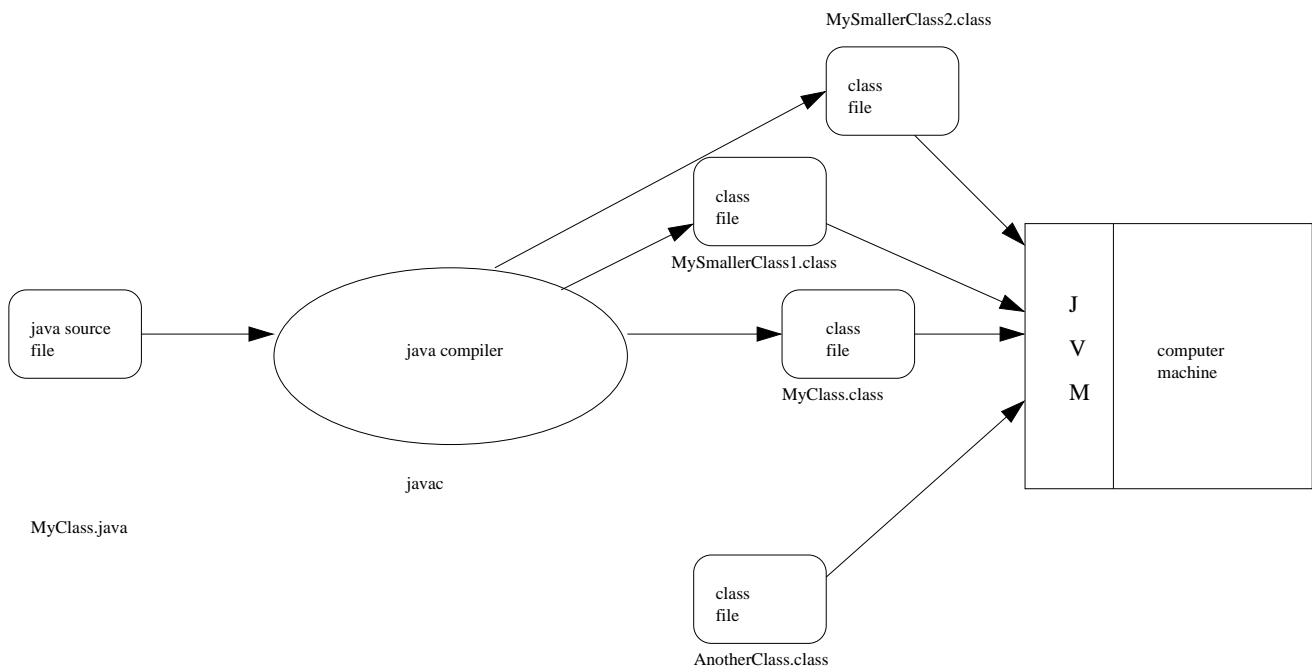 MySmallerClass2.class
class
file
class
file
MySmallerClass1.class
java source
file
java compiler
class
file
MyClass.class
J
V
M
computer
machine
javac
MyClass.java
class
file
AnotherClass.class